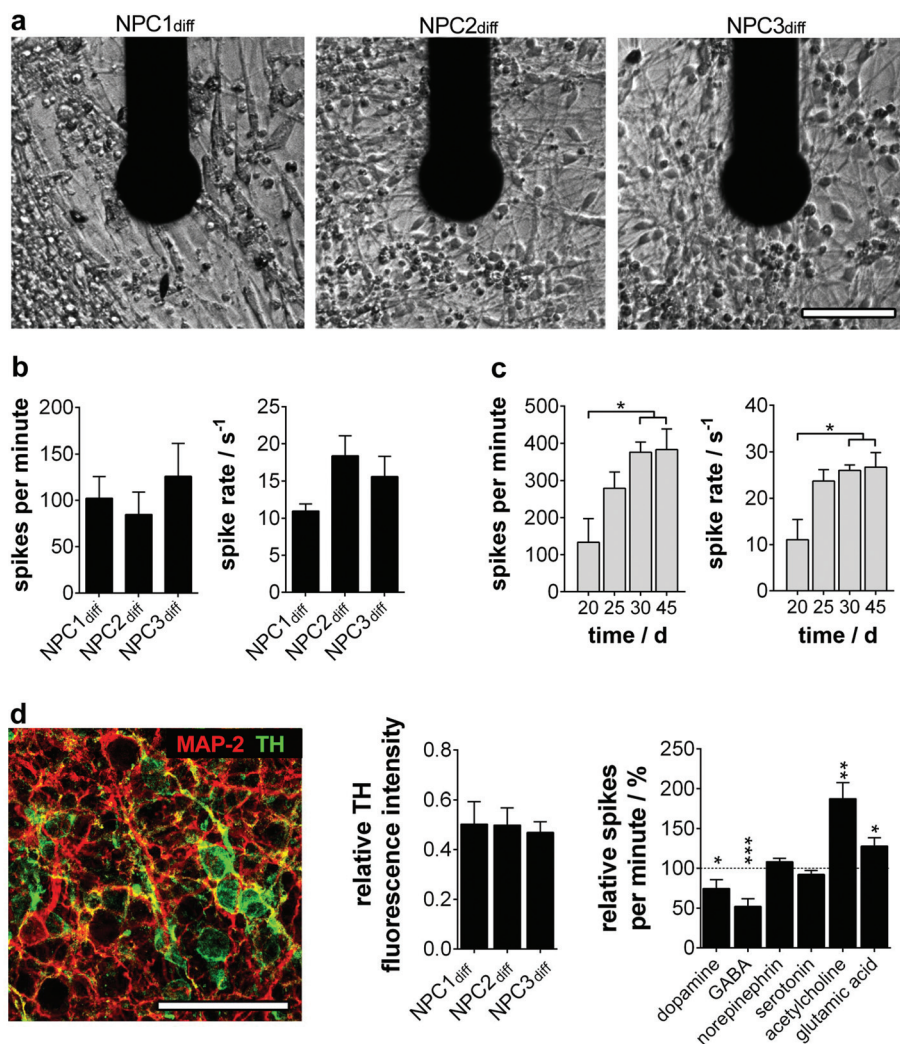 a
NPC1diff NPC2diff NPC3diff
b
spikes per minute
200
150
100
50
0
NPC1diff
NPC2diff
NPC3diff
spike rate / s-1
25
20
15
10
5
0
NPC1diff
NPC2diff
NPC3diff
c
spikes per minute
500
400
300
200
100
0
*
20 25 30 45
time / d
spike rate / s-1
40
30
20
10
0
*
20 25 30 45
time / d
d
MAP-2 TH
relative TH
fluorescence intensity
0.8
0.6
0.4
0.2
0.0
NPC1diff
NPC2diff
NPC3diff
relative spikes
per minute / %
250
200
150
100
50
0
*
***
**
*
dopamine
GABA
norepinephrin
serotonin
acetylcholine
glutamic acid